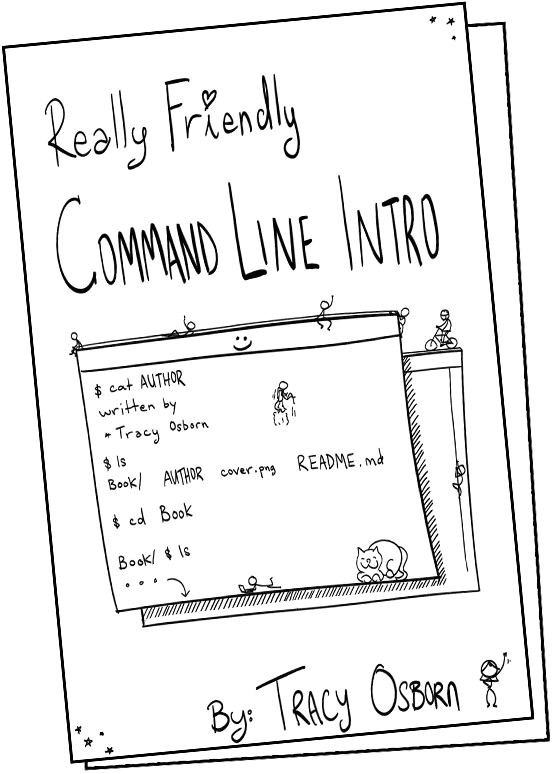 Really Friendly
COMMAND LINE INTRO
$ cat AUTHOR
written by
* Tracy Osborn
$ ls
Book/ AUTHOR cover.png README.md
$ cd Book
Book/ $ ls
...
By: TRACY OSBORN